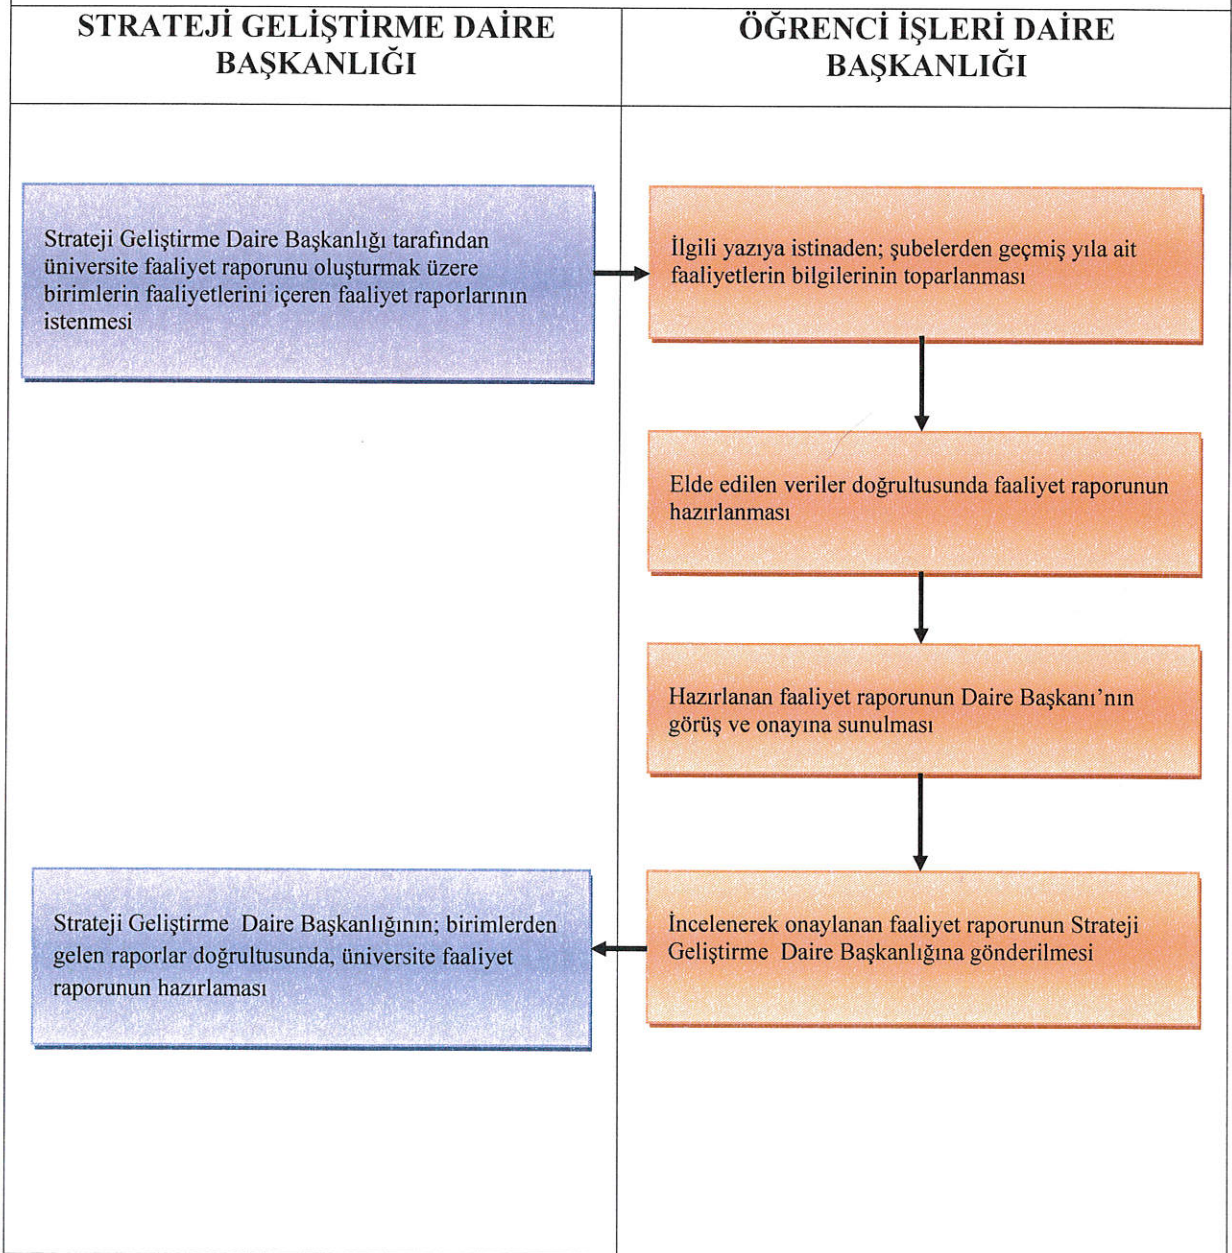 STRATEJİ GELİŞTİRME DAİRE
BAŞKANLIĞI
ÖĞRENCİ İŞLERİ DAİRE
BAŞKANLIĞI
Strateji Geliştirme Daire Başkanlığı tarafından
üniversite faaliyet raporunu oluşturmak üzere
birimlerin faaliyetlerini içeren faaliyet raporlarının
istenmesi
İlgili yazıya istinaden; şubelerden geçmiş yıla ait
faaliyetlerin bilgilerinin toparlanması
Elde edilen veriler doğrultusunda faaliyet raporunun
hazırlanması
Hazırlanan faaliyet raporunun Daire Başkanı’nın
görüş ve onayına sunulması
İncelenerek onaylanan faaliyet raporunun Strateji
Geliştirme Daire Başkanlığına gönderilmesi
Strateji Geliştirme Daire Başkanlığının; birimlerden
gelen raporlar doğrultusunda, üniversite faaliyet
raporunun hazırlaması